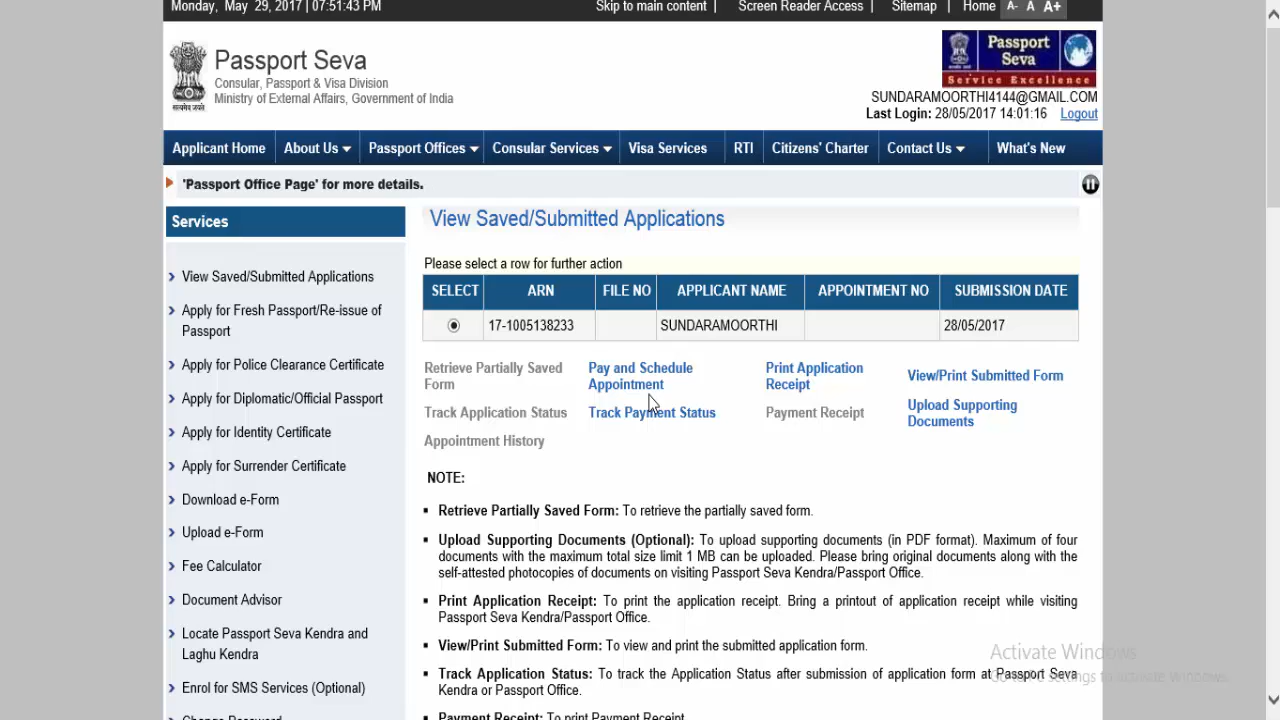 Monday, May 29, 2017 | 07:51:43 PM
Skip to main content | Screen Reader Access | Sitemap | Home A- A A+
Passport Seva
Consular, Passport & Visa Division
Ministry of External Affairs, Government of India
सत्यमेव जयते
Passport Seva
Service Excellence
SUNDARAMOORTHI4144@GMAIL.COM
Last Login: 28/05/2017 14:01:16 Logout
Applicant Home About Us Passport Offices Consular Services Visa Services RTI Citizens' Charter Contact Us What's New
'Passport Office Page' for more details.
Services
View Saved/Submitted Applications
Apply for Fresh Passport/Re-issue of
Passport
Apply for Police Clearance Certificate
Apply for Diplomatic/Official Passport
Apply for Identity Certificate
Apply for Surrender Certificate
Download e-Form
Upload e-Form
Fee Calculator
Document Advisor
Locate Passport Seva Kendra and
Laghu Kendra
Enrol for SMS Services (Optional)
Change Password
View Saved/Submitted Applications
Please select a row for further action
SELECT ARN FILE NO APPLICANT NAME APPOINTMENT NO SUBMISSION DATE
17-1005138233 SUNDARAMOORTHI 28/05/2017
Retrieve Partially Saved
Form
Pay and Schedule
Appointment
Print Application
Receipt
View/Print Submitted Form
Track Application Status
Track Payment Status
Payment Receipt
Upload Supporting
Documents
Appointment History
NOTE:
Retrieve Partially Saved Form: To retrieve the partially saved form.
Upload Supporting Documents (Optional): To upload supporting documents (in PDF format). Maximum of four
documents with the maximum total size limit 1 MB can be uploaded. Please bring original documents along with the
self-attested photocopies of documents on visiting Passport Seva Kendra/Passport Office.
Print Application Receipt: To print the application receipt. Bring a printout of application receipt while visiting
Passport Seva Kendra/Passport Office.
View/Print Submitted Form: To view and print the submitted application form.
Track Application Status: To track the Application Status after submission of application form at Passport Seva
Kendra or Passport Office.
Payment Receipt: To print Payment Receipt.
Activate Windows
Go to PC settings to activate Windows.